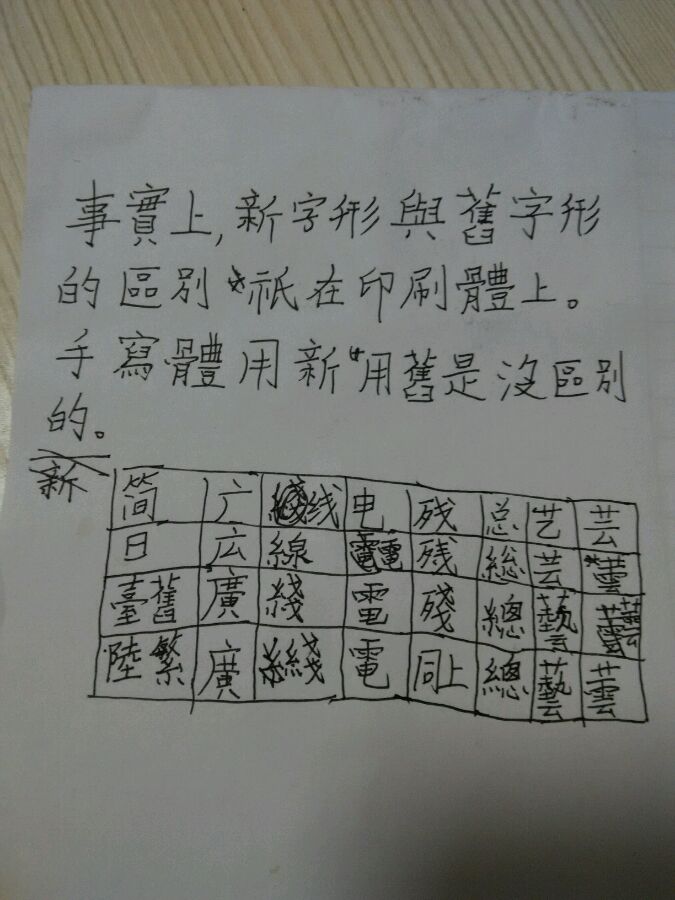 事實上,新字形與舊字形
的區別祇在印刷體上。
手寫體用新用舊是沒區別
的。
新
简 广 线 电 残 总 艺 芸
日 広 線 電 残 総 芸 蕓
臺舊 廣 綫 電 殘 總 藝 蕓
陸繁 廣 綫 電 同上 總 藝 蕓